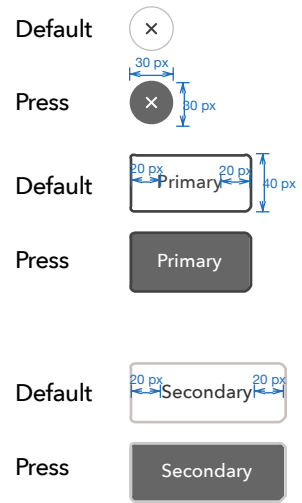 Default
30 px
Press
30 px
20 px
20 px
Default
Primary
40 px
Press
Primary
20 px
20 px
Default
Secondary
Press
Secondary